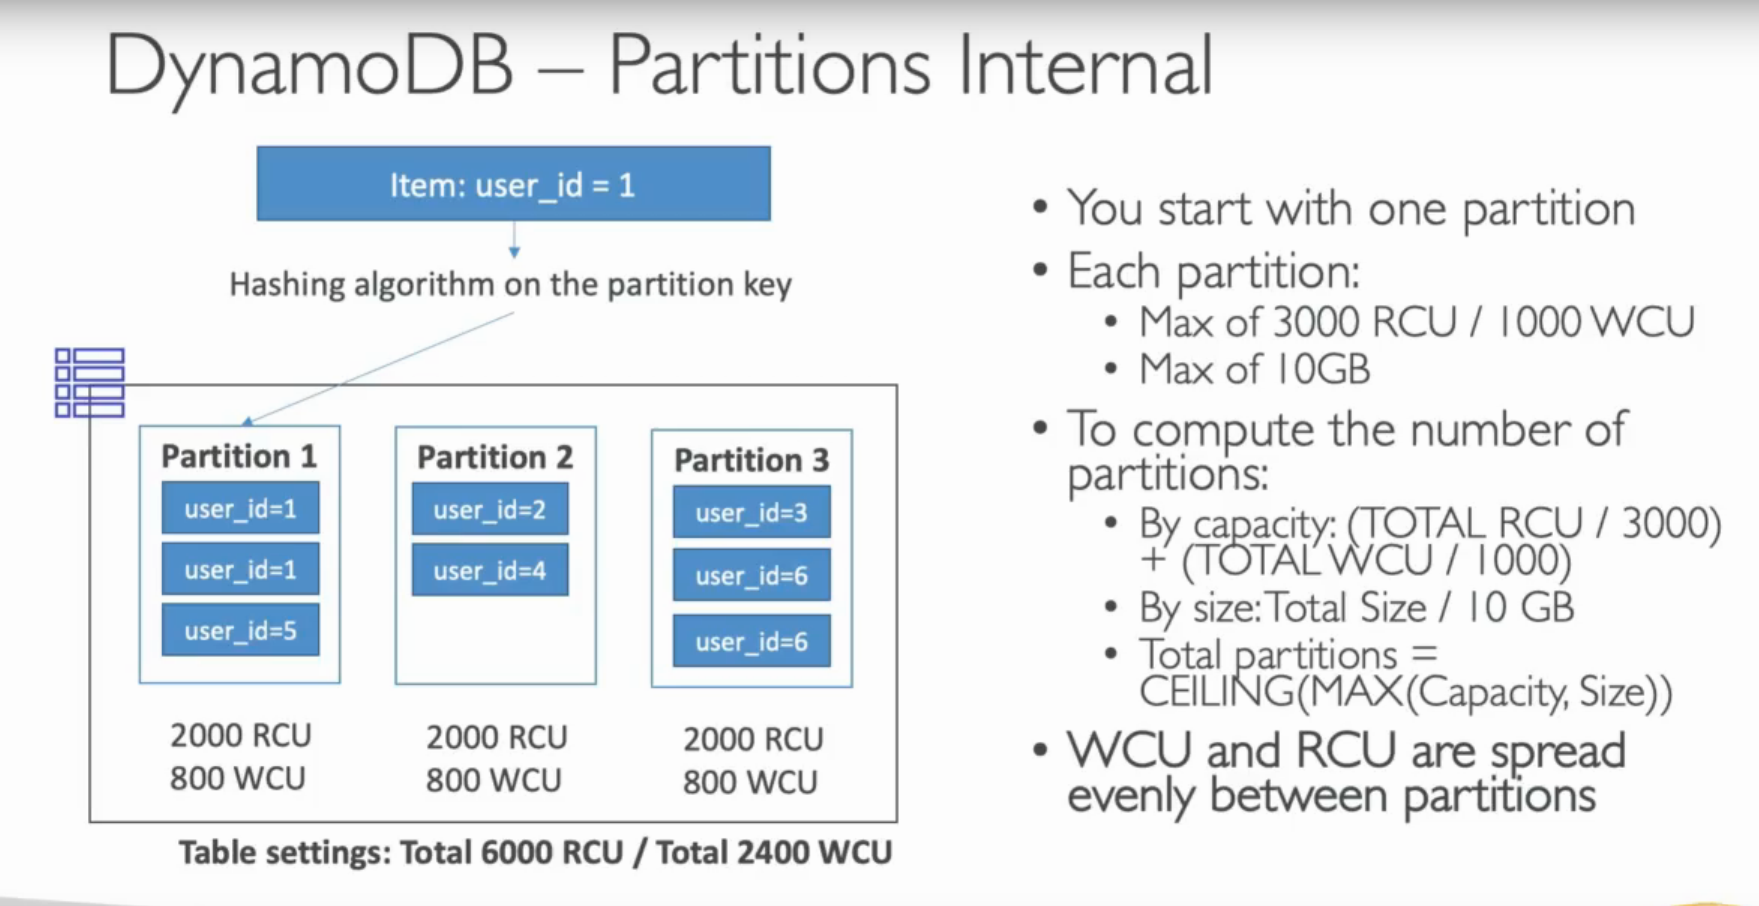 DynamoDB – Partitions Internal
Item: user_id = 1
Hashing algorithm on the partition key
Partition 1
user_id=1
user_id=1
user_id=5
2000 RCU
800 WCU
Partition 2
user_id=2
user_id=4
2000 RCU
800 WCU
Partition 3
user_id=3
user_id=6
user_id=6
2000 RCU
800 WCU
Table settings: Total 6000 RCU / Total 2400 WCU
• You start with one partition
• Each partition:
• Max of 3000 RCU / 1000 WCU
• Max of 10GB
• To compute the number of
partitions:
• By capacity: (TOTAL RCU / 3000)
+ (TOTAL WCU / 1000)
• By size: Total Size / 10 GB
• Total partitions =
CEILING(MAX(Capacity, Size))
• WCU and RCU are spread
evenly between partitions